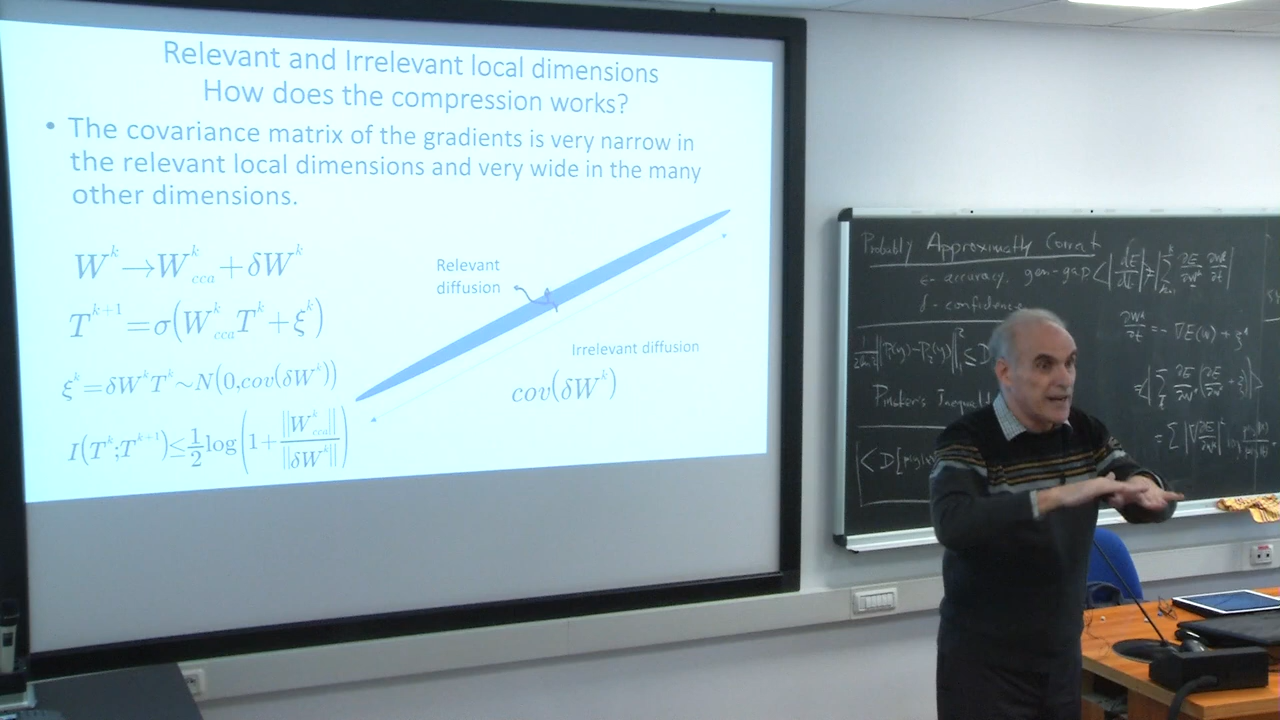 Relevant and Irrelevant local dimensions
How does the compression works?
• The covariance matrix of the gradients is very narrow in
the relevant local dimensions and very wide in the many
other dimensions.
W^k→W^k_cca+δW^k
T^{k+1}=σ(W^k_cca T^k+ξ^k)
ξ^k=δW^kT^k~N(0,cov(δW^k))
I(T^k;T^{k+1})≤1/2 log(1+‖W^k_cca‖/‖δW^k‖)
Relevant
diffusion
Irrelevant diffusion
cov(δW^k)
Probably Approximately Correct
ε- accuracy, gen-gap
δ - confidence
Pinsker's